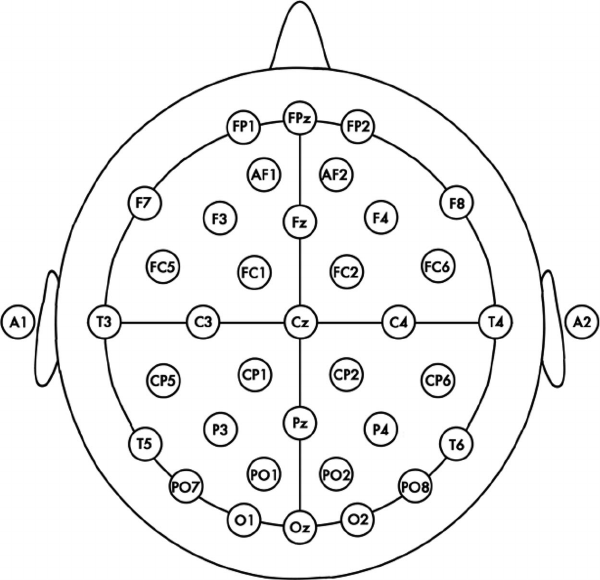 FPz
FP1 FP2
AF1 AF2
F7 F8
F3 Fz F4
FC5 FC1 FC2 FC6
A1 T3 C3 Cz C4 T4 A2
CP5 CP1 CP2 CP6
P3 Pz P4
T5 T6
PO1 PO2
PO7 PO8
O1 Oz O2